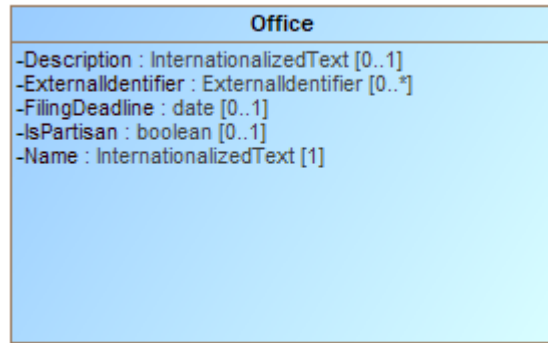 Office
-Description : InternationalizedText [0..1]
-ExternalIdentifier : ExternalIdentifier [0..*]
-FilingDeadline : date [0..1]
-IsPartisan : boolean [0..1]
-Name : InternationalizedText [1]